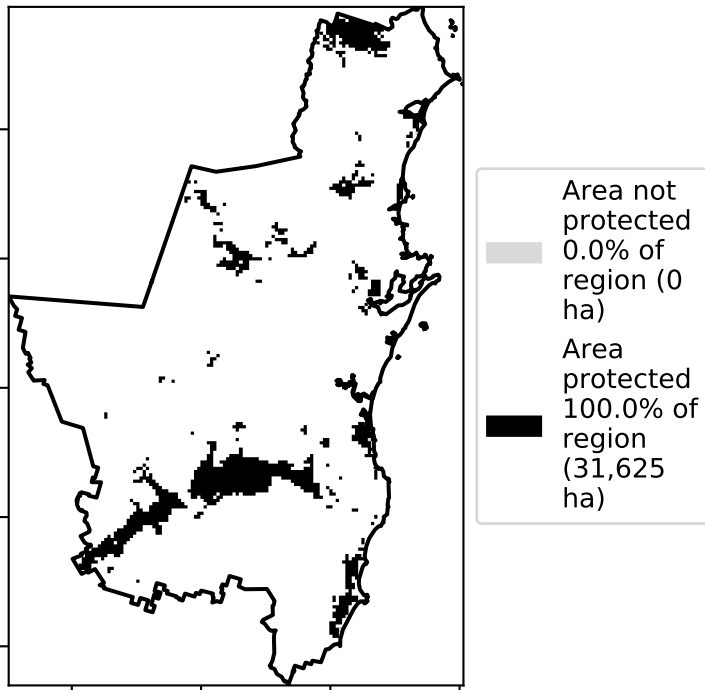 Area not
protected
0.0% of
region (0
ha)
Area
protected
100.0% of
region
(31,625
ha)